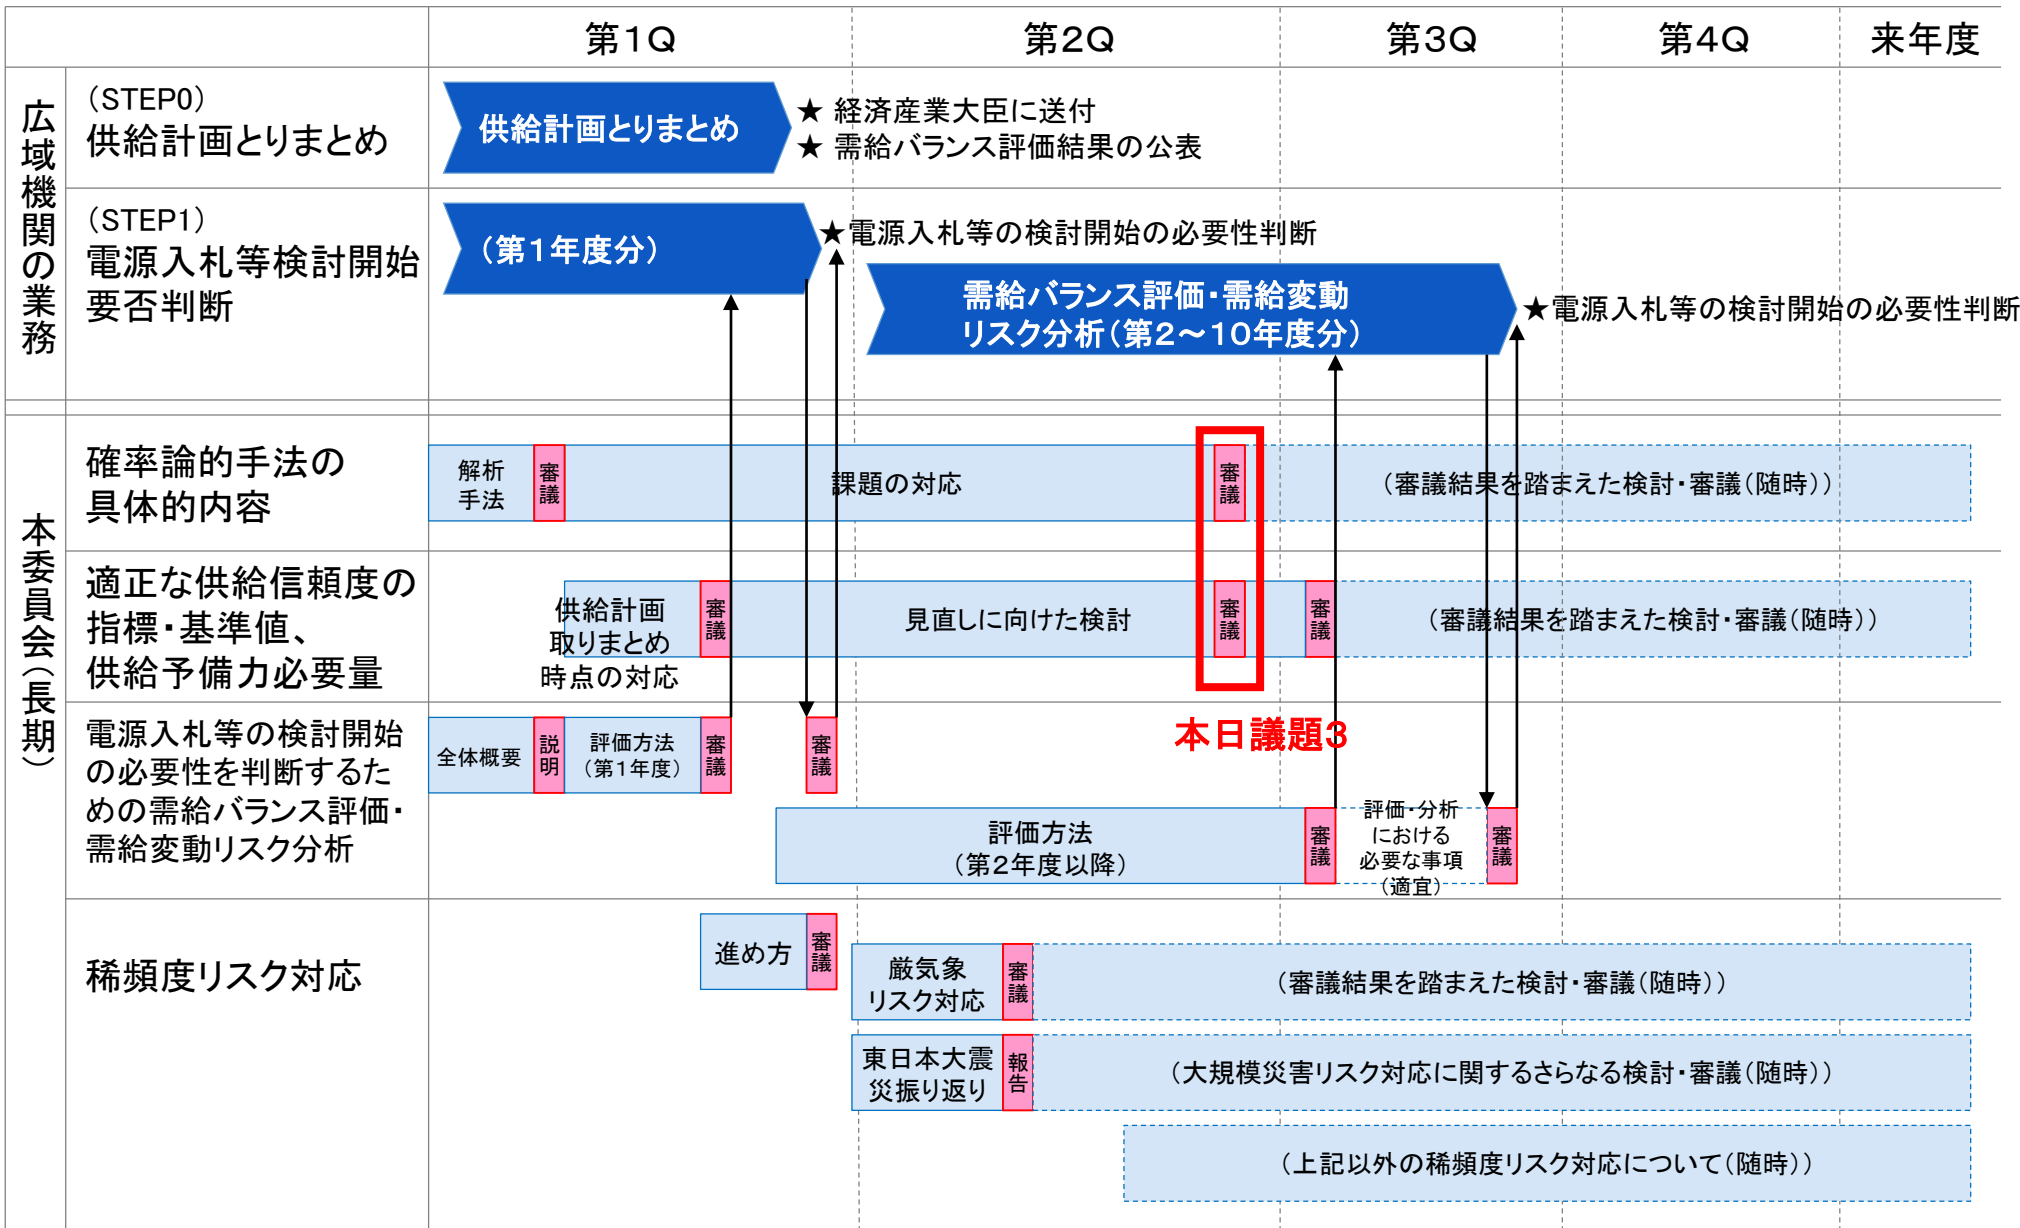 第1Q
第2Q
第3Q
第4Q
来年度
広域機関の業務
(STEP0)
供給計画とりまとめ
供給計画とりまとめ
★ 経済産業大臣に送付
★ 需給バランス評価結果の公表
(STEP1)
電源入札等検討開始
要否判断
(第1年度分)
★電源入札等の検討開始の必要性判断
需給バランス評価・需給変動
リスク分析(第2～10年度分)
★電源入札等の検討開始の必要性判断
本委員会(長期)
確率論的手法の
具体的内容
解析
手法
審議
課題の対応
審議
(審議結果を踏まえた検討・審議(随時))
適正な供給信頼度の
指標・基準値、
供給予備力必要量
供給計画
取りまとめ
時点の対応
審議
見直しに向けた検討
審議
審議
(審議結果を踏まえた検討・審議(随時))
本日議題3
電源入札等の検討開始
の必要性を判断するた
めの需給バランス評価・
需給変動リスク分析
全体概要
説明
評価方法
(第1年度)
審議
審議
評価方法
(第2年度以降)
審議
評価・分析
における
必要な事項
(適宜)
審議
稀頻度リスク対応
進め方
審議
厳気象
リスク対応
審議
(審議結果を踏まえた検討・審議(随時))
東日本大震
災振り返り
報告
(大規模災害リスク対応に関するさらなる検討・審議(随時))
(上記以外の稀頻度リスク対応について(随時))